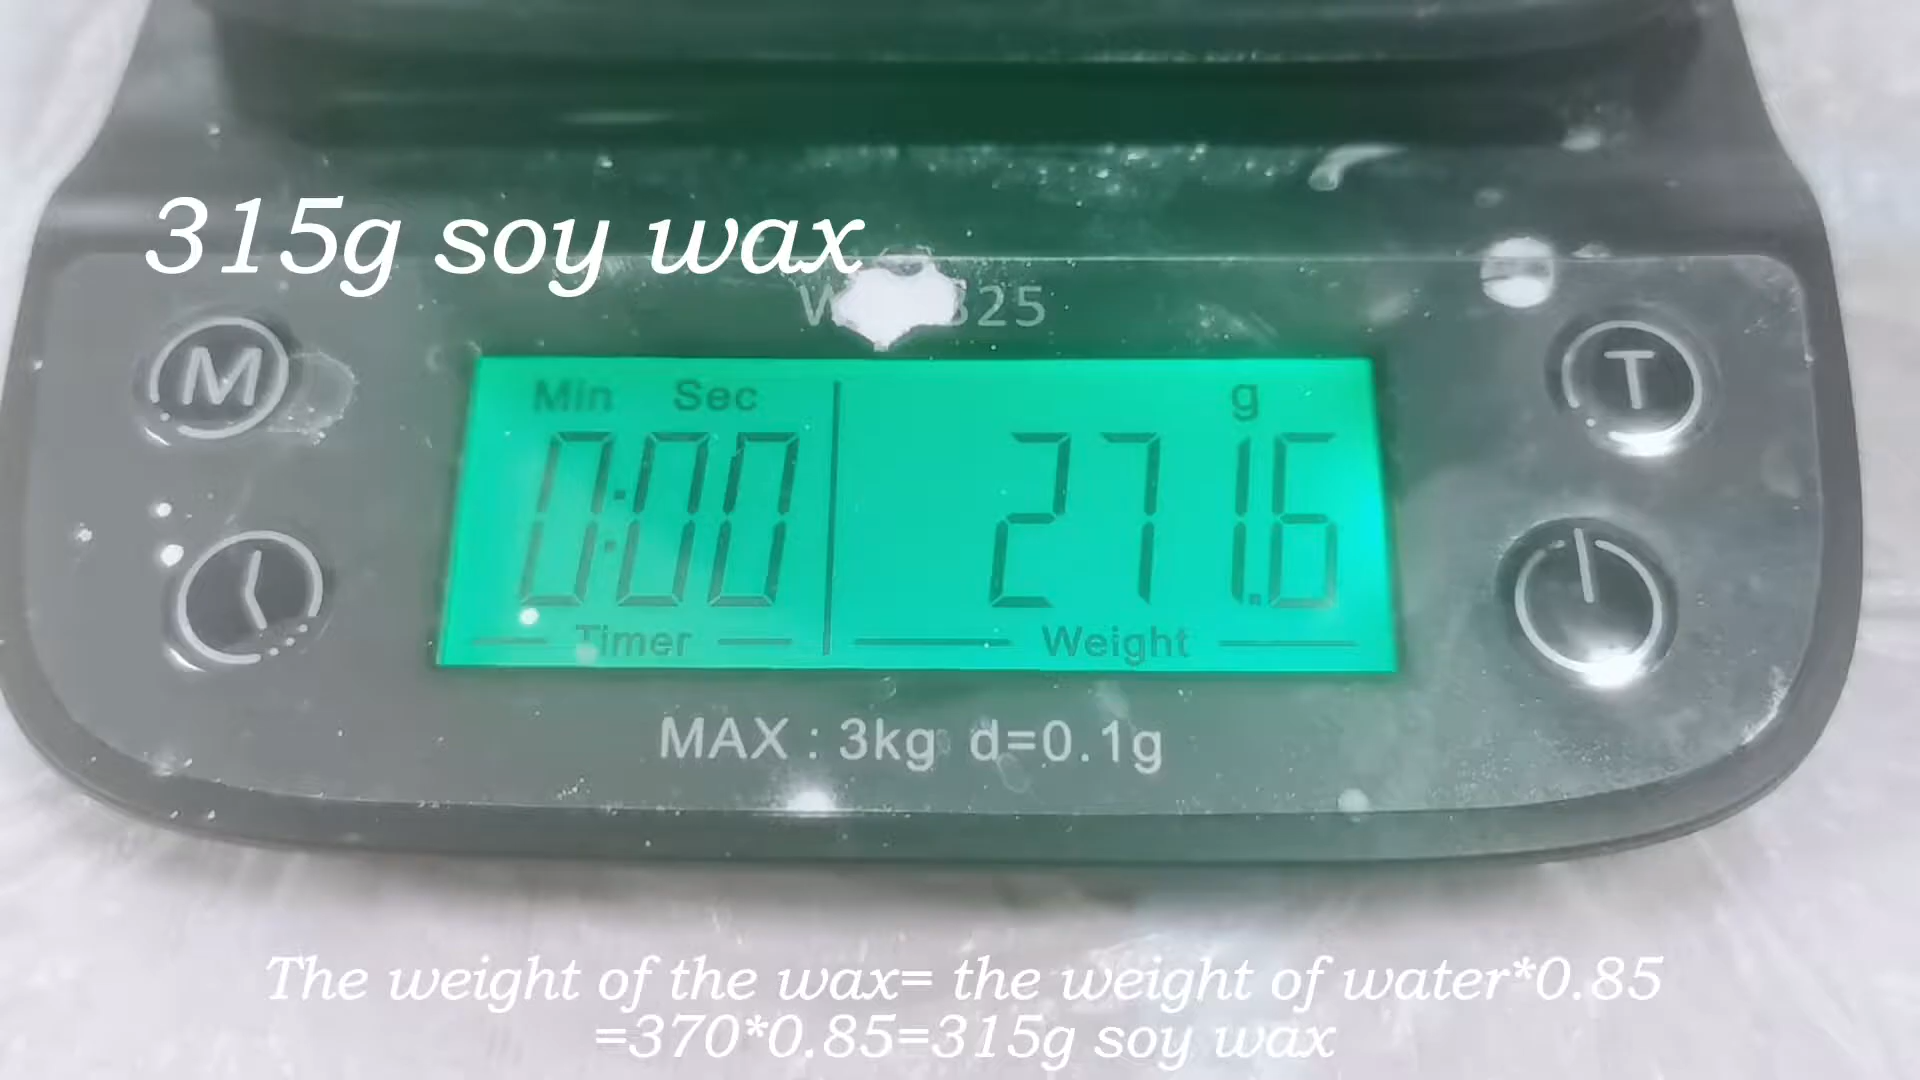 315g soy wax
M
T
Min Sec g
0:00 271.6
Timer Weight
MAX : 3kg d=0.1g
The weight of the wax= the weight of water*0.85
=370*0.85=315g soy wax